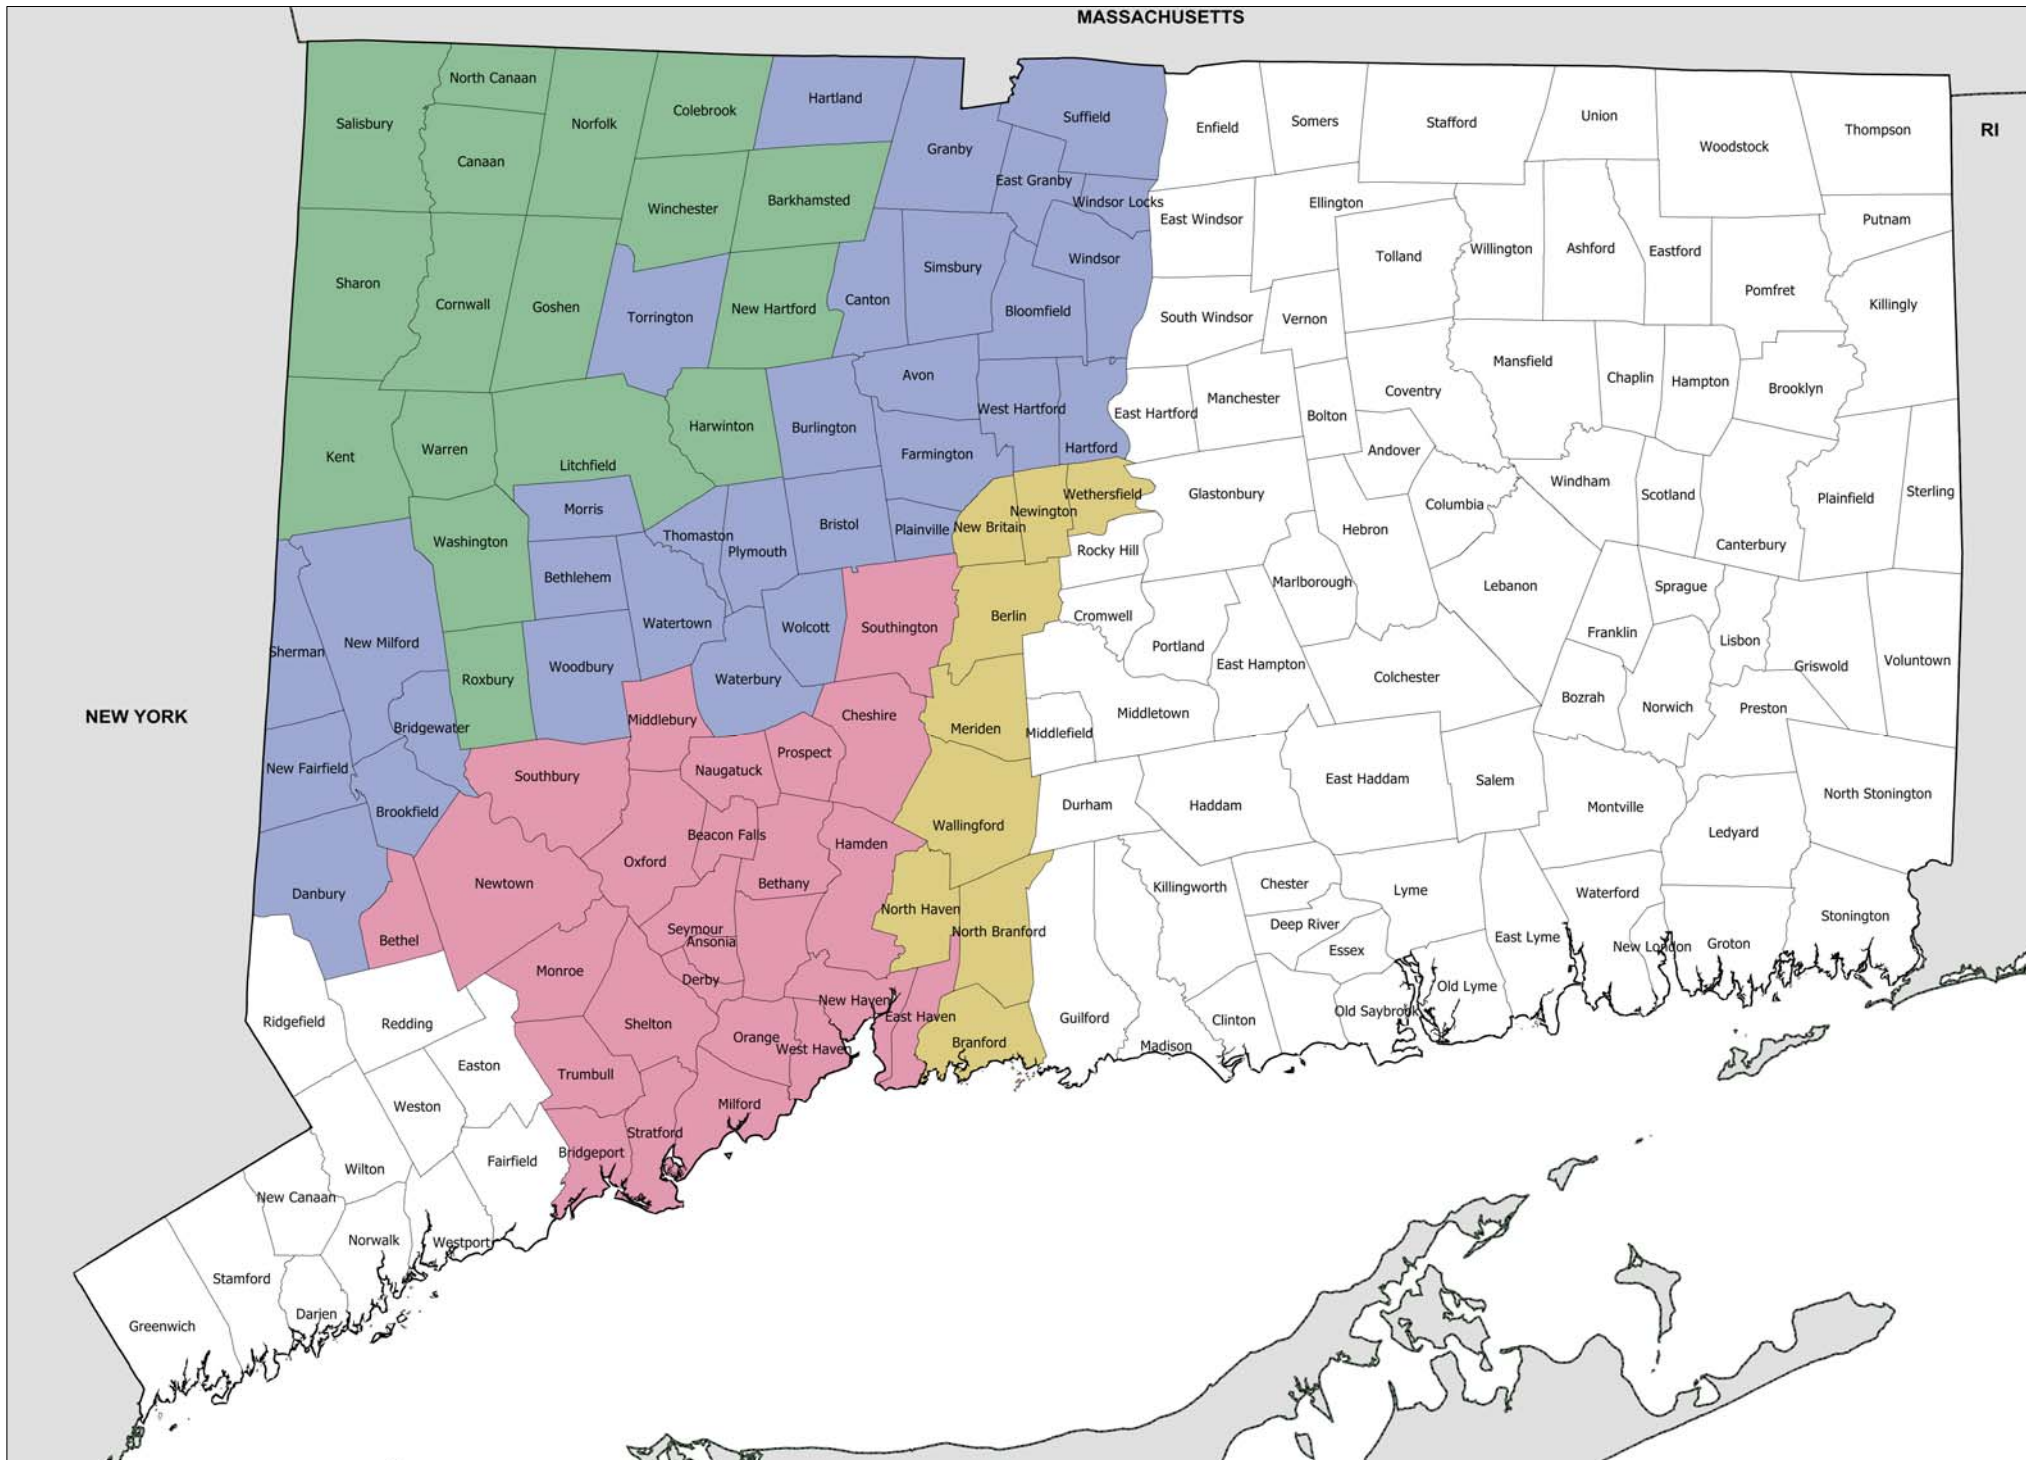 MASSACHUSETTS
North Canaan
Salisbury
Canaan
Norfolk
Colebrook
Hartland
Granby
Suffield
Enfield
Somers
Stafford
Union
Woodstock
Thompson
RI
East Granby
Windsor Locks
East Windsor
Ellington
Putnam
Winchester
Barkhamsted
Simsbury
Windsor
Tolland
Willington
Ashford
Eastford
Pomfret
Killingly
Sharon
Cornwall
Goshen
Torrington
New Hartford
Canton
Bloomfield
South Windsor
Vernon
Mansfield
Chaplin
Hampton
Brooklyn
Avon
West Hartford
East Hartford
Manchester
Bolton
Coventry
Kent
Warren
Litchfield
Harwinton
Burlington
Farmington
Hartford
Andover
Columbia
Windham
Scotland
Plainfield
Sterling
Wethersfield
Glastonbury
Newington
New Britain
Hebron
Canterbury
Washington
Morris
Thomaston
Plymouth
Bristol
Plainville
Rocky Hill
Marlborough
Lebanon
Sprague
Bethlehem
Watertown
Wolcott
Southington
Berlin
Cromwell
Portland
Franklin
Lisbon
Griswold
Voluntown
Sherman
New Milford
Roxbury
Woodbury
Waterbury
East Hampton
Colchester
Bozrah
Norwich
Preston
NEW YORK
Bridgewater
Middlebury
Cheshire
Meriden
Middlefield
Middletown
New Fairfield
Southbury
Naugatuck
Prospect
East Haddam
Salem
Montville
North Stonington
Brookfield
Beacon Falls
Oxford
Hamden
Wallingford
Durham
Haddam
Ledyard
Danbury
Newtown
Bethany
North Haven
Killingworth
Chester
Lyme
Waterford
Stonington
Bethel
Seymour
Ansonia
North Branford
Deep River
Essex
East Lyme
New London
Groton
Monroe
Derby
New Haven
East Haven
Old Lyme
Old Saybrook
Ridgefield
Redding
Shelton
Orange
West Haven
Branford
Guilford
Madison
Clinton
Easton
Trumbull
Weston
Milford
Stratford
Bridgeport
Fairfield
Wilton
New Canaan
Norwalk
Westport
Stamford
Darien
Greenwich